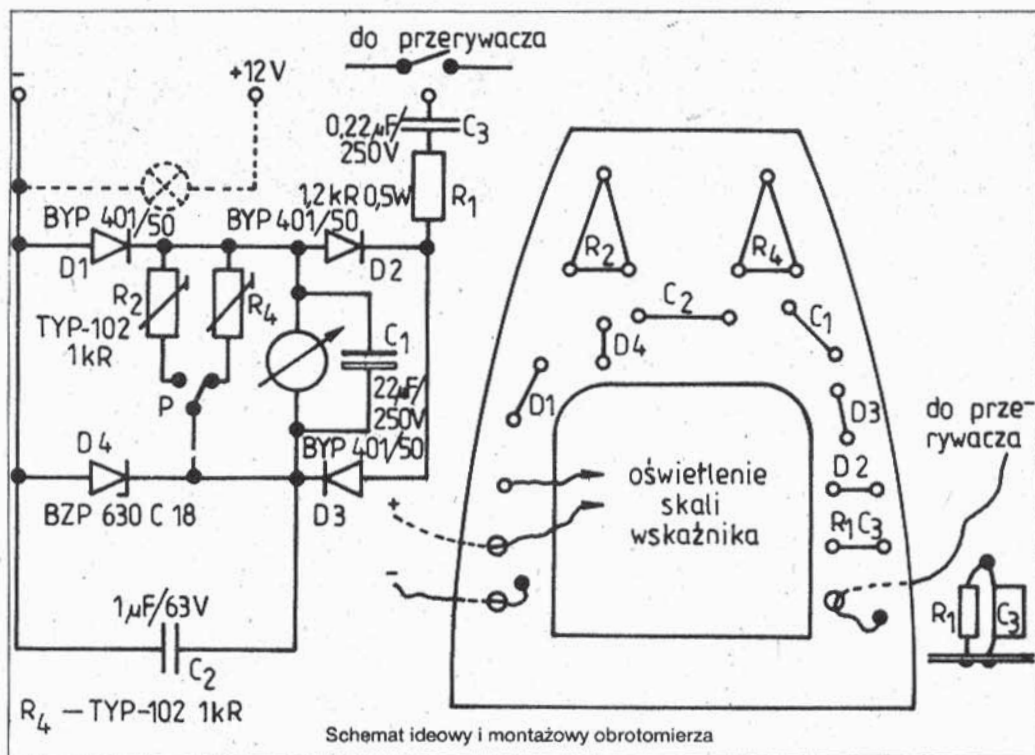 do przerywacza
-
+12V
0,22µF/
250V
C3
1,2kR 0,5W
R1
BYP 401/50
BYP 401/50
D1
D2
R2
R4
TYP-102
1kR
C1
22µF/
250V
P
D4
BYP 401/50
BZP 630 C 18
D3
1µF/63V
C2
R4 — TYP-102 1kR
R2
R4
C2
C1
D4
D1
D3
do prze-
rywacza
D2
oświetlenie
skali
wskaźnika
R1 C3
+
-
R1
C3
Schemat ideowy i montażowy obrotomierza